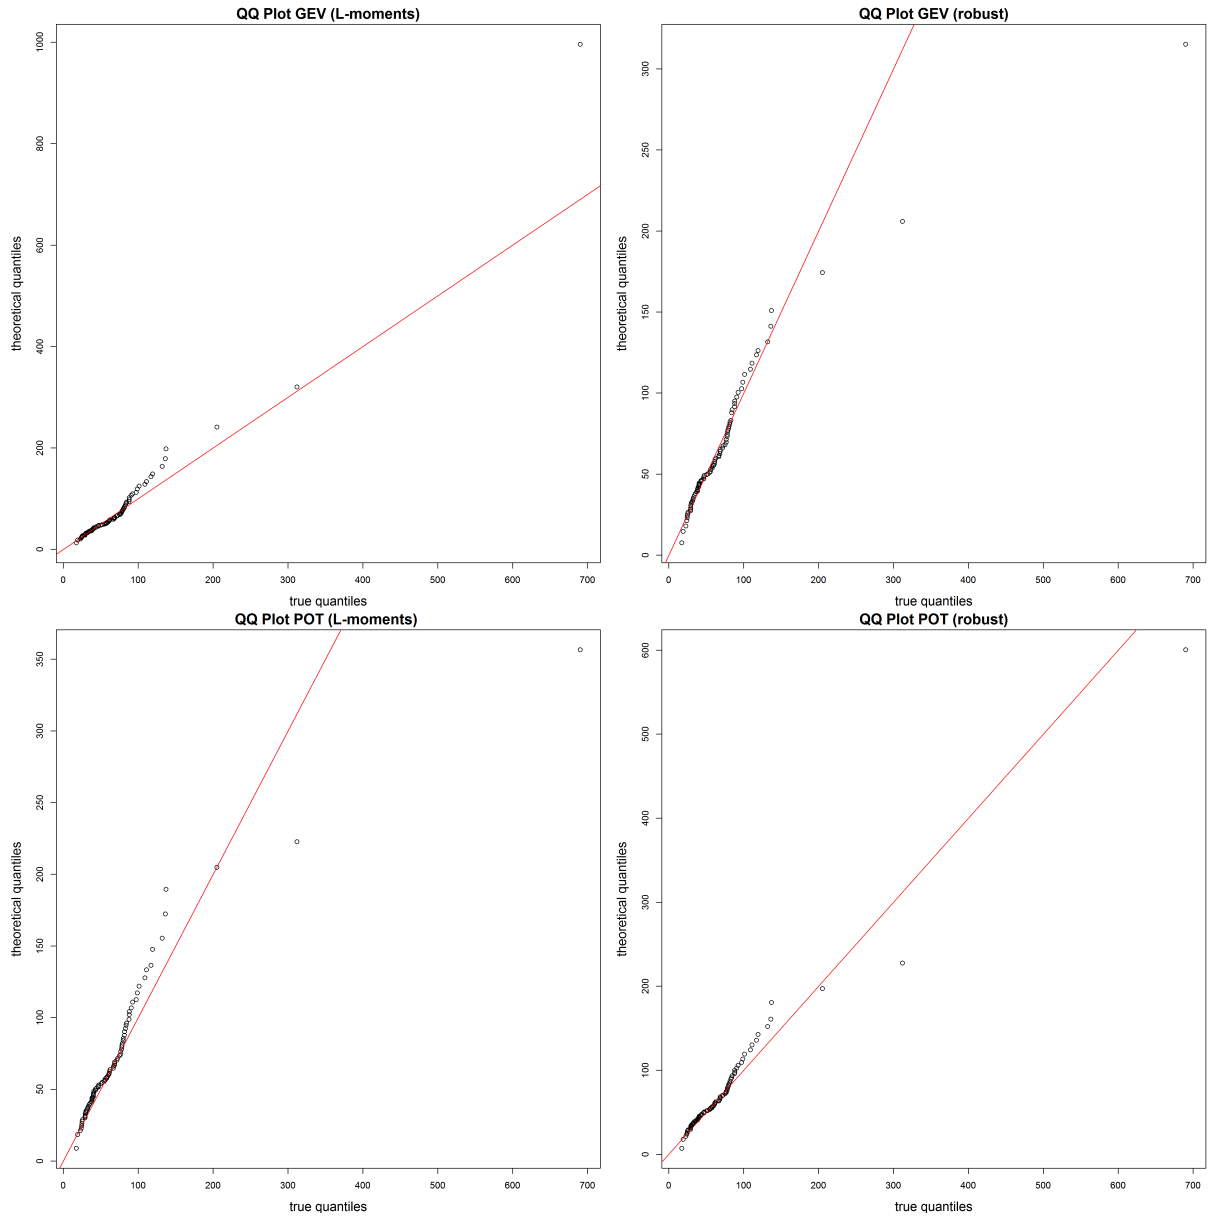 QQ Plot GEV (L-moments)
theoretical quantiles
1000
800
600
400
200
0
0 100 200 300 400 500 600 700
true quantiles
QQ Plot GEV (robust)
theoretical quantiles
300
250
200
150
100
50
0
0 100 200 300 400 500 600 700
true quantiles
QQ Plot POT (L-moments)
theoretical quantiles
350
300
250
200
150
100
50
0
0 100 200 300 400 500 600 700
true quantiles
QQ Plot POT (robust)
theoretical quantiles
600
500
400
300
200
100
0
0 100 200 300 400 500 600 700
true quantiles